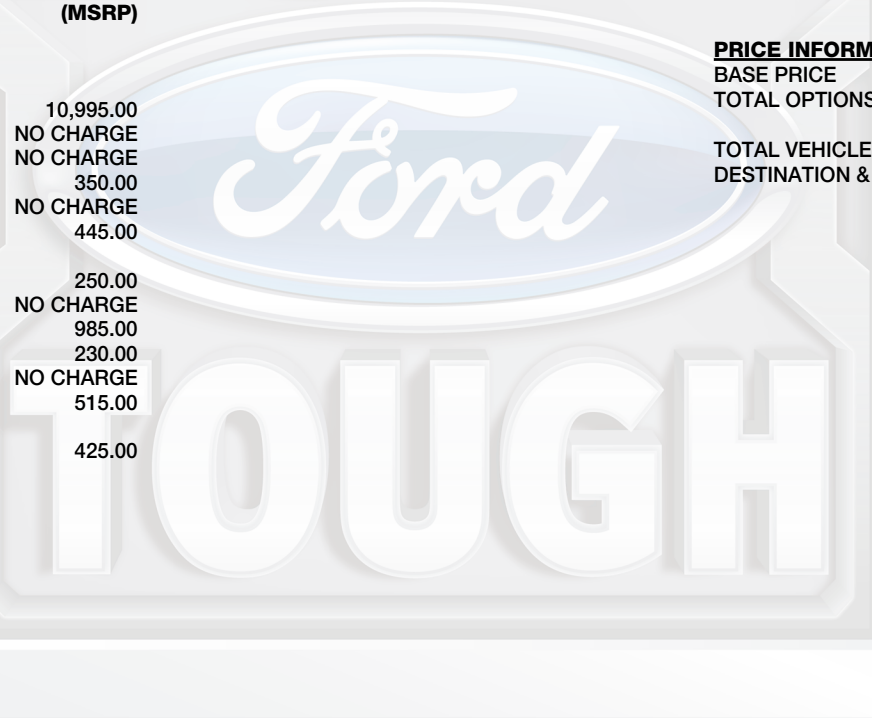 (MSRP)
10,995.00
NO CHARGE
NO CHARGE
350.00
NO CHARGE
445.00
250.00
NO CHARGE
985.00
230.00
NO CHARGE
515.00
425.00
PRICE INFORM
BASE PRICE
TOTAL OPTIONS
TOTAL VEHICLE
DESTINATION &
Ford
TOUGH